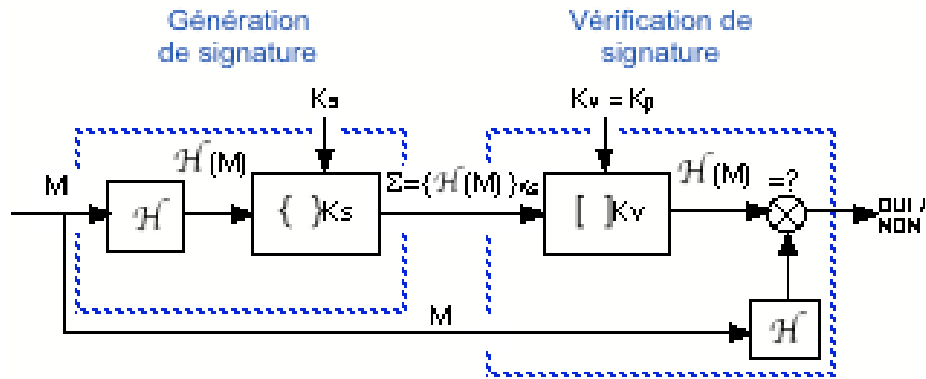 Génération
de signature
Vérification de
signature
Ks
Kv = Kp
M
H(M)
H
{ }Ks
Σ={H(M)}Ks
[ ]Kv
H(M)
=?
OUI /
NON
M
H